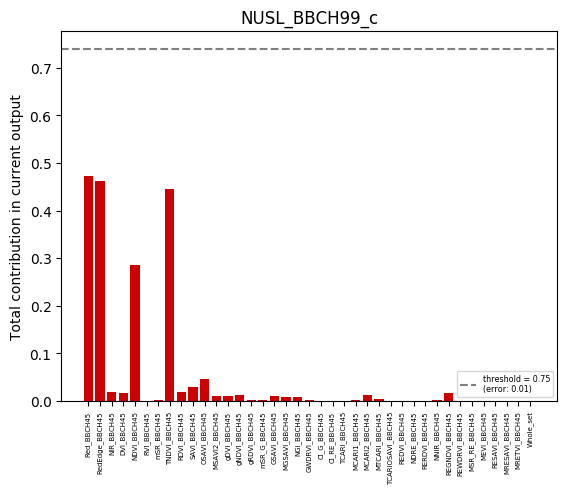 NUSL_BBCH99_c
Total contribution in current output
0.7
0.6
0.5
0.4
0.3
0.2
0.1
0.0
threshold = 0.75
(error: 0.01)
Red_BBCH45
RedEdge_BBCH45
NIR_BBCH45
DVI_BBCH45
NDVI_BBCH45
RVI_BBCH45
mSR_BBCH45
TNDVI_BBCH45
RDVI_BBCH45
SAVI_BBCH45
OSAVI_BBCH45
MSAVI2_BBCH45
gDVI_BBCH45
gNDVI_BBCH45
gRDVI_BBCH45
mSR_G_BBCH45
GSAVI_BBCH45
MGSAVI_BBCH45
NGI_BBCH45
GWDRVI_BBCH45
CI_G_BBCH45
CI_RE_BBCH45
TCARI_BBCH45
MCARI1_BBCH45
MCARI2_BBCH45
MTCARI_BBCH45
TCARIOSAVI_BBCH45
REDVI_BBCH45
NDRE_BBCH45
RERDVI_BBCH45
NNIR_BBCH45
REGNDVI_BBCH45
REWDRVI_BBCH45
MSR_RE_BBCH45
MEVI_BBCH45
RESAVI_BBCH45
MRESAVI_BBCH45
MRETVI_BBCH45
Whole_set